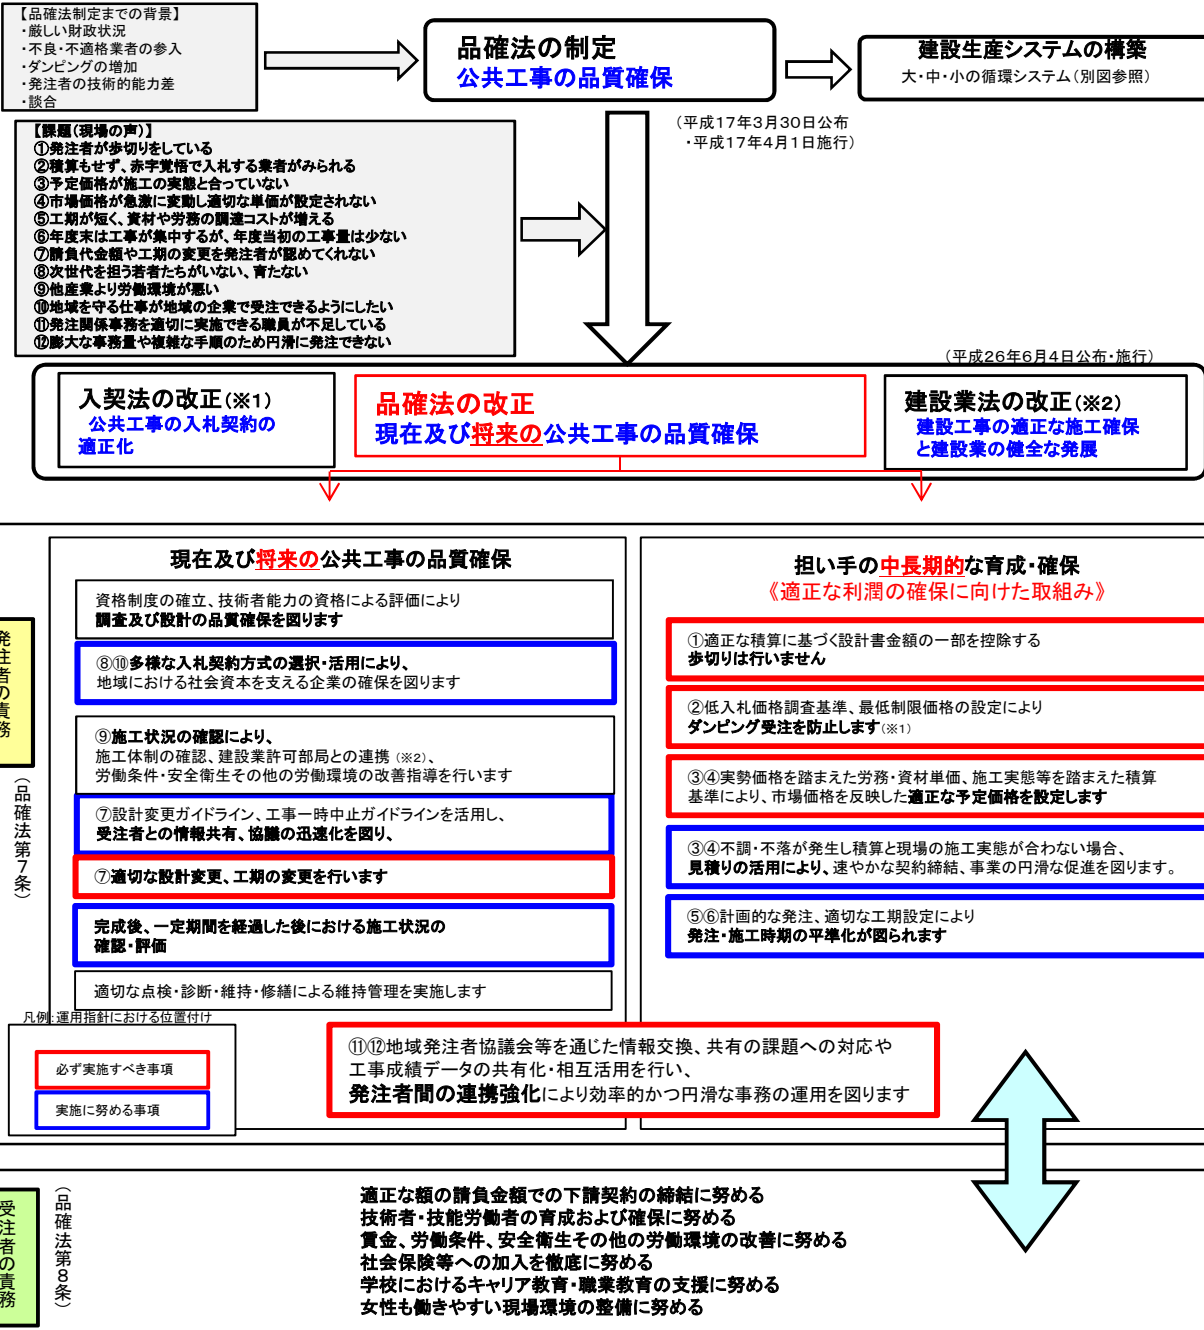 【品確法制定までの背景】
・厳しい財政状況
・不良・不適格業者の参入
・ダンピングの増加
・発注者の技術的能力差
・談合
品確法の制定
公共工事の品質確保
建設生産システムの構築
大・中・小の循環システム(別図参照)
(平成17年3月30日公布
・平成17年4月1日施行)
【課題(現場の声)】
①発注者が歩切りをしている
②積算もせず、赤字覚悟で入札する業者がみられる
③予定価格が施工の実態と合っていない
④市場価格が急激に変動し適切な単価が設定されない
⑤工期が短く、資材や労務の調達コストが増える
⑥年度末は工事が集中するが、年度当初の工事量は少ない
⑦請負代金額や工期の変更を発注者が認めてくれない
⑧次世代を担う若者たちがいない、育たない
⑨他産業より労働環境が悪い
⑩地域を守る仕事が地域の企業で受注できるようにしたい
⑪発注関係事務を適切に実施できる職員が不足している
⑫膨大な事務量や複雑な手順のため円滑に発注できない
(平成26年6月4日公布・施行)
入契法の改正(※1)
公共工事の入札契約の
適正化
品確法の改正
現在及び将来の公共工事の品質確保
建設業法の改正(※2)
建設工事の適正な施工確保
と建設業の健全な発展
発注者の責務
(品確法第7条)
現在及び将来の公共工事の品質確保
資格制度の確立、技術者能力の資格による評価により
調査及び設計の品質確保を図ります
⑧⑩多様な入札契約方式の選択・活用により、
地域における社会資本を支える企業の確保を図ります
⑨施工状況の確認により、
施工体制の確認、建設業許可部局との連携(※2)、
労働条件・安全衛生その他の労働環境の改善指導を行います
⑦設計変更ガイドライン、工事一時中止ガイドラインを活用し、
受注者との情報共有、協議の迅速化を図り、
⑦適切な設計変更、工期の変更を行います
完成後、一定期間を経過した後における施工状況の
確認・評価
適切な点検・診断・維持・修繕による維持管理を実施します
担い手の中長期的な育成・確保
《適正な利潤の確保に向けた取組み》
①適正な積算に基づく設計書金額の一部を控除する
歩切りは行いません
②低入札価格調査基準、最低制限価格の設定により
ダンピング受注を防止します(※1)
③④実勢価格を踏まえた労務・資材単価、施工実態等を踏まえた積算
基準により、市場価格を反映した適正な予定価格を設定します
③④不調・不落が発生し積算と現場の施工実態が合わない場合、
見積りの活用により、速やかな契約締結、事業の円滑な促進を図ります。
⑤⑥計画的な発注、適切な工期設定により
発注・施工時期の平準化が図られます
凡例:運用指針における位置付け
必ず実施すべき事項
実施に努める事項
⑪⑫地域発注者協議会等を通じた情報交換、共有の課題への対応や
工事成績データの共有化・相互活用を行い、
発注者間の連携強化により効率的かつ円滑な事務の運用を図ります
受注者の責務
(品確法第8条)
適正な額の請負金額での下請契約の締結に努める
技術者・技能労働者の育成および確保に努める
賃金、労働条件、安全衛生その他の労働環境の改善に努める
社会保険等への加入を徹底に努める
学校におけるキャリア教育・職業教育の支援に努める
女性も働きやすい現場環境の整備に努める